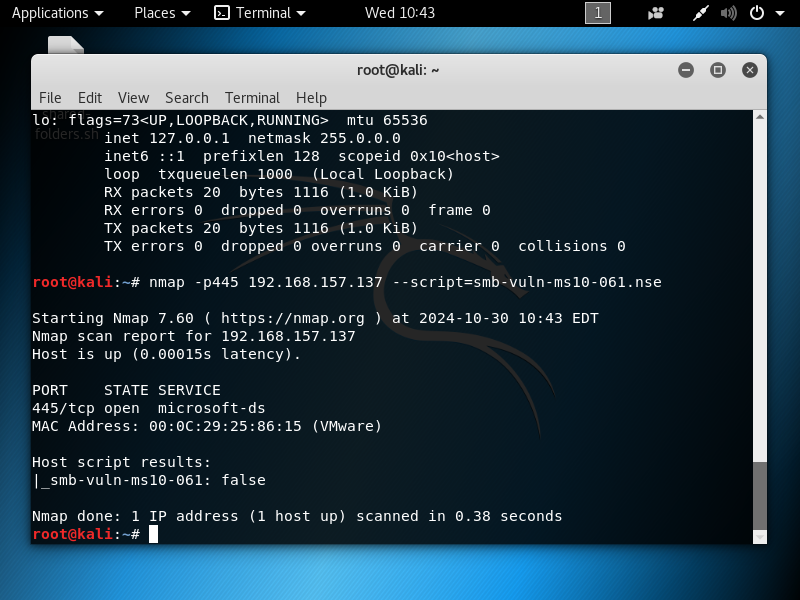 Applications Places Terminal Wed 10:43 1
root@kali: ~
File Edit View Search Terminal Help
shared-
folders.sh
lo: flags=73<UP,LOOPBACK,RUNNING>  mtu 65536
        inet 127.0.0.1  netmask 255.0.0.0
        inet6 ::1  prefixlen 128  scopeid 0x10<host>
        loop  txqueuelen 1000  (Local Loopback)
        RX packets 20  bytes 1116 (1.0 KiB)
        RX errors 0  dropped 0  overruns 0  frame 0
        TX packets 20  bytes 1116 (1.0 KiB)
        TX errors 0  dropped 0 overruns 0  carrier 0  collisions 0
root@kali:~# nmap -p445 192.168.157.137 --script=smb-vuln-ms10-061.nse
Starting Nmap 7.60 ( https://nmap.org ) at 2024-10-30 10:43 EDT
Nmap scan report for 192.168.157.137
Host is up (0.00015s latency).
PORT    STATE SERVICE
445/tcp open  microsoft-ds
MAC Address: 00:0C:29:25:86:15 (VMware)
Host script results:
|_smb-vuln-ms10-061: false
Nmap done: 1 IP address (1 host up) scanned in 0.38 seconds
root@kali:~#